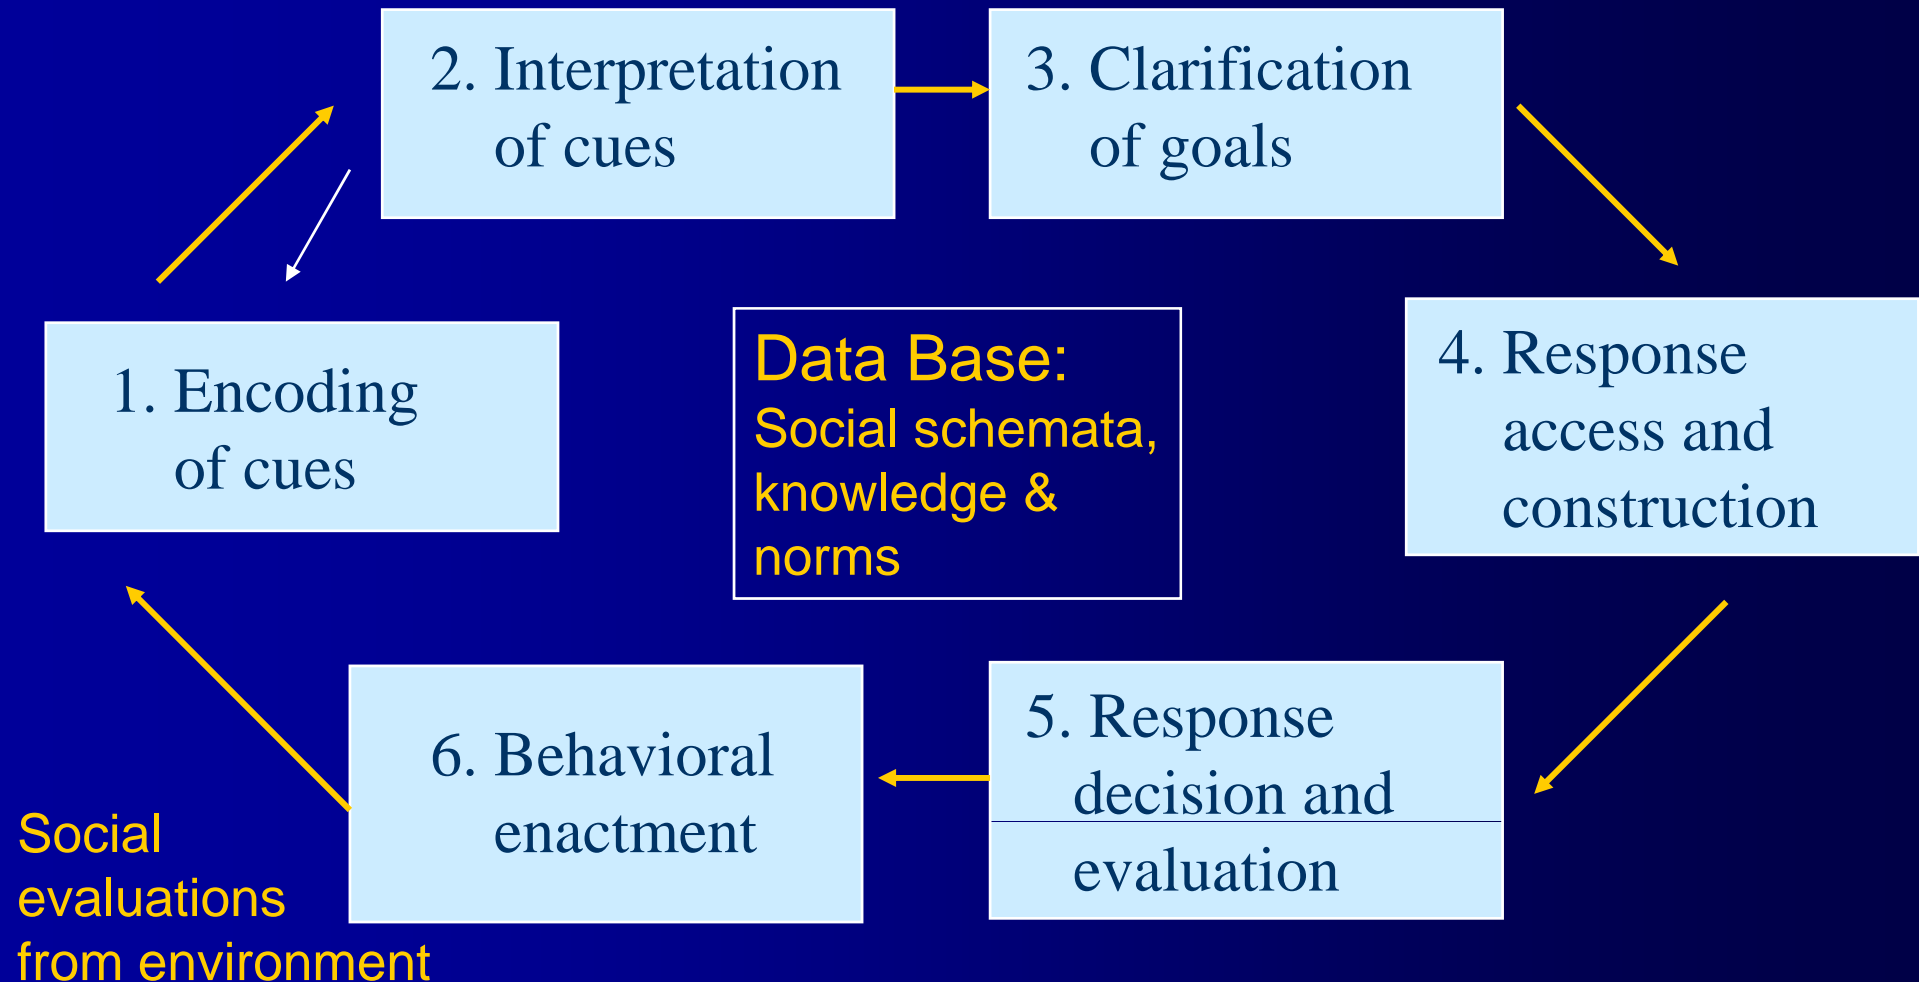 2. Interpretation
of cues
3. Clarification
of goals
1. Encoding
of cues
Data Base:
Social schemata,
knowledge &
norms
4. Response
access and
construction
6. Behavioral
enactment
5. Response
decision and
evaluation
Social
evaluations
from environment